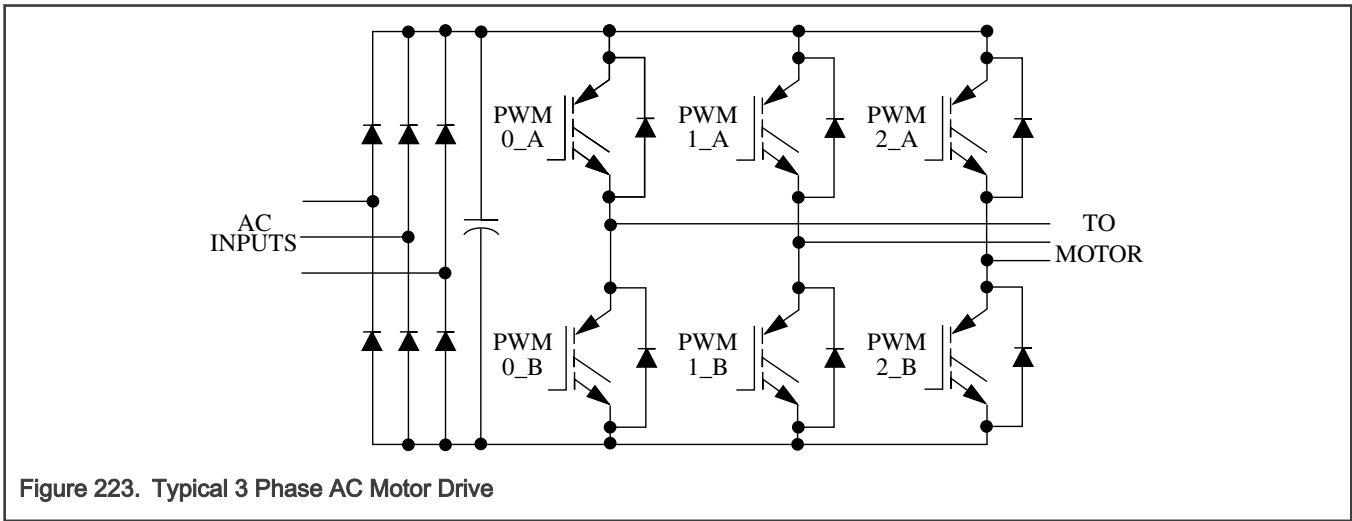 PWM
0_A
PWM
1_A
PWM
2_A
AC
INPUTS
TO
MOTOR
PWM
0_B
PWM
1_B
PWM
2_B
Figure 223. Typical 3 Phase AC Motor Drive